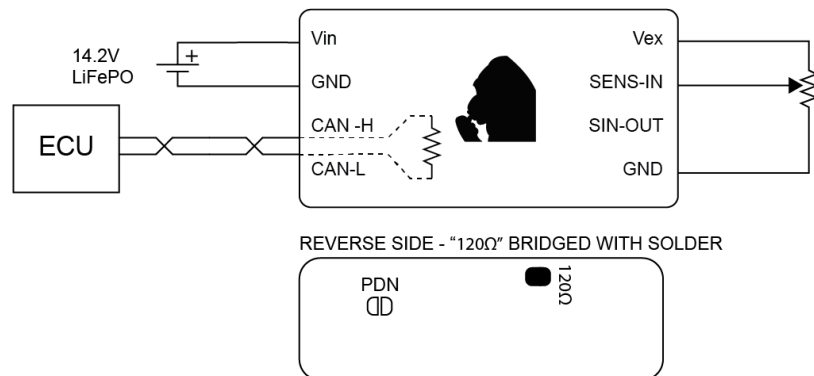 14.2V
LiFePO
Vin
GND
CAN -H
CAN-L
ECU
Vex
SENS-IN
SIN-OUT
GND
REVERSE SIDE - “120Ω” BRIDGED WITH SOLDER
PDN
120Ω